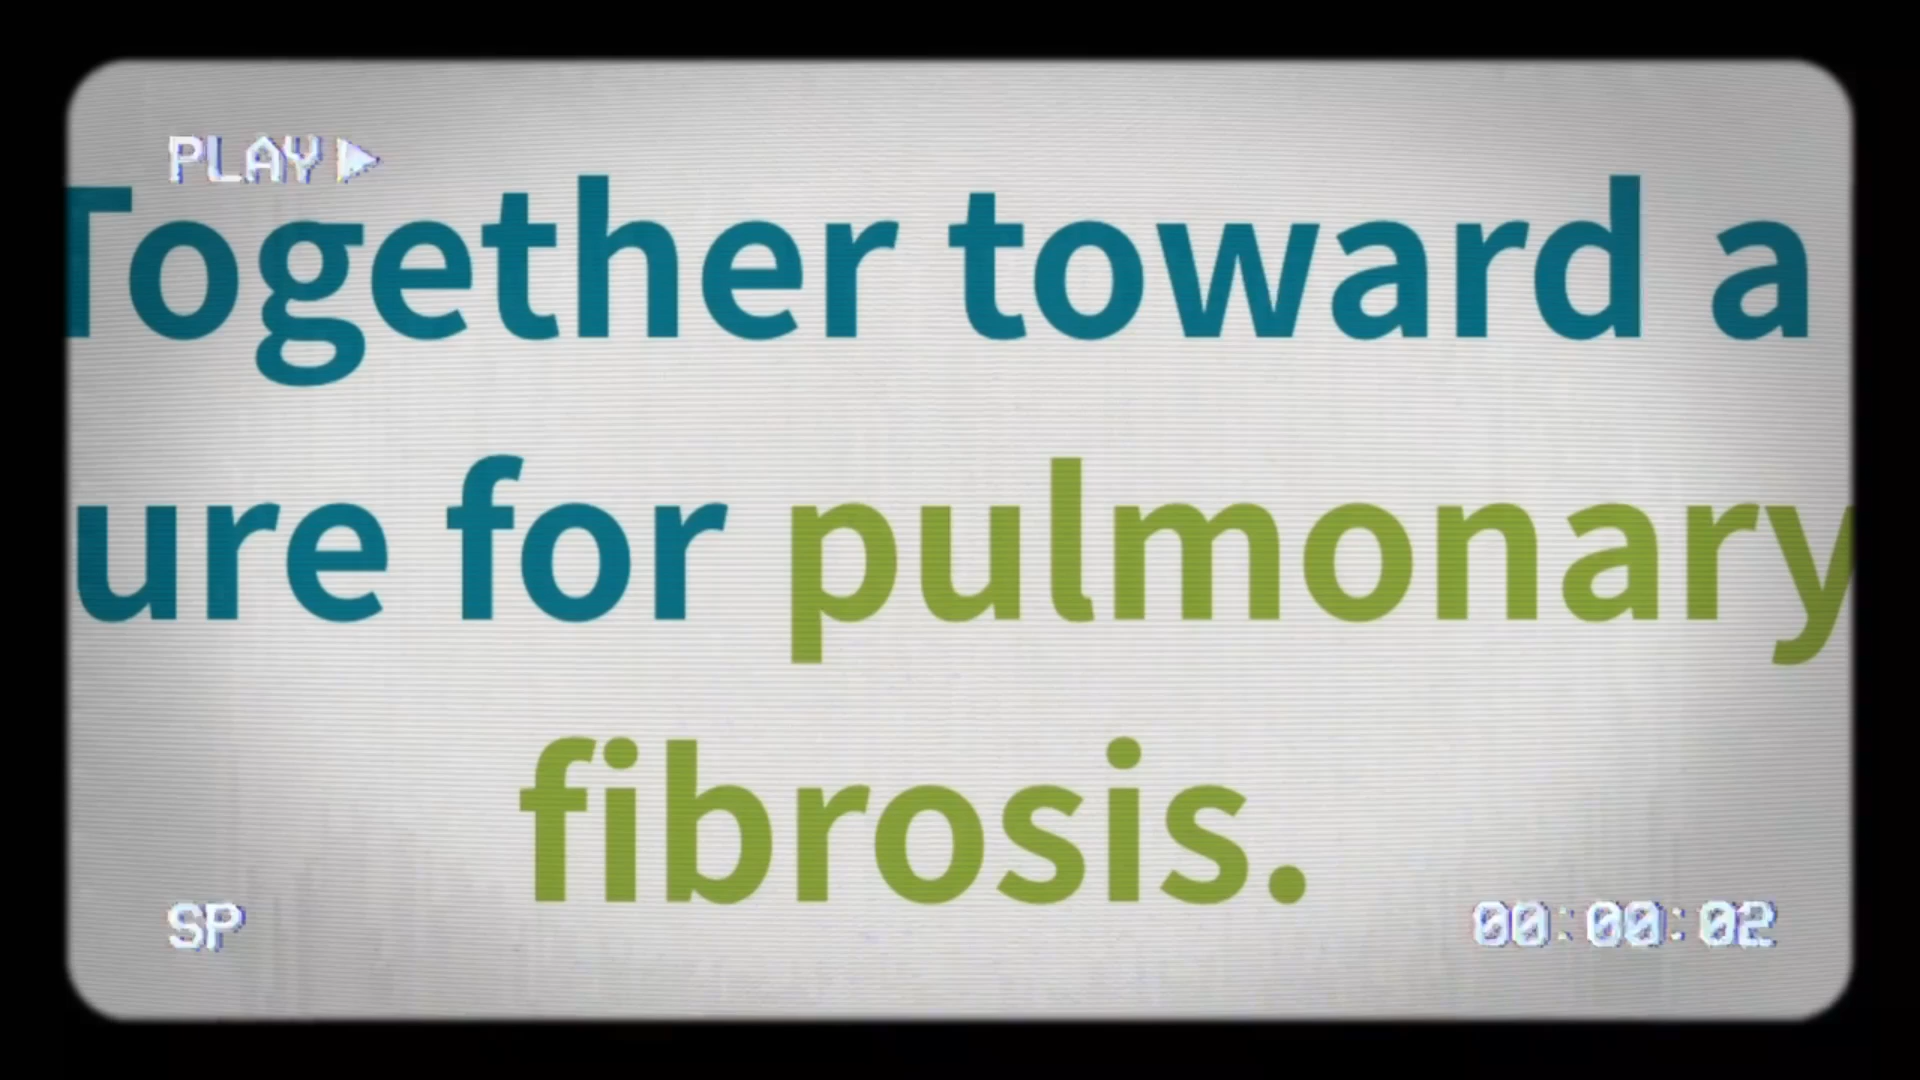 PLAY
Together toward a
ure for pulmonary
fibrosis.
SP
00:00:02